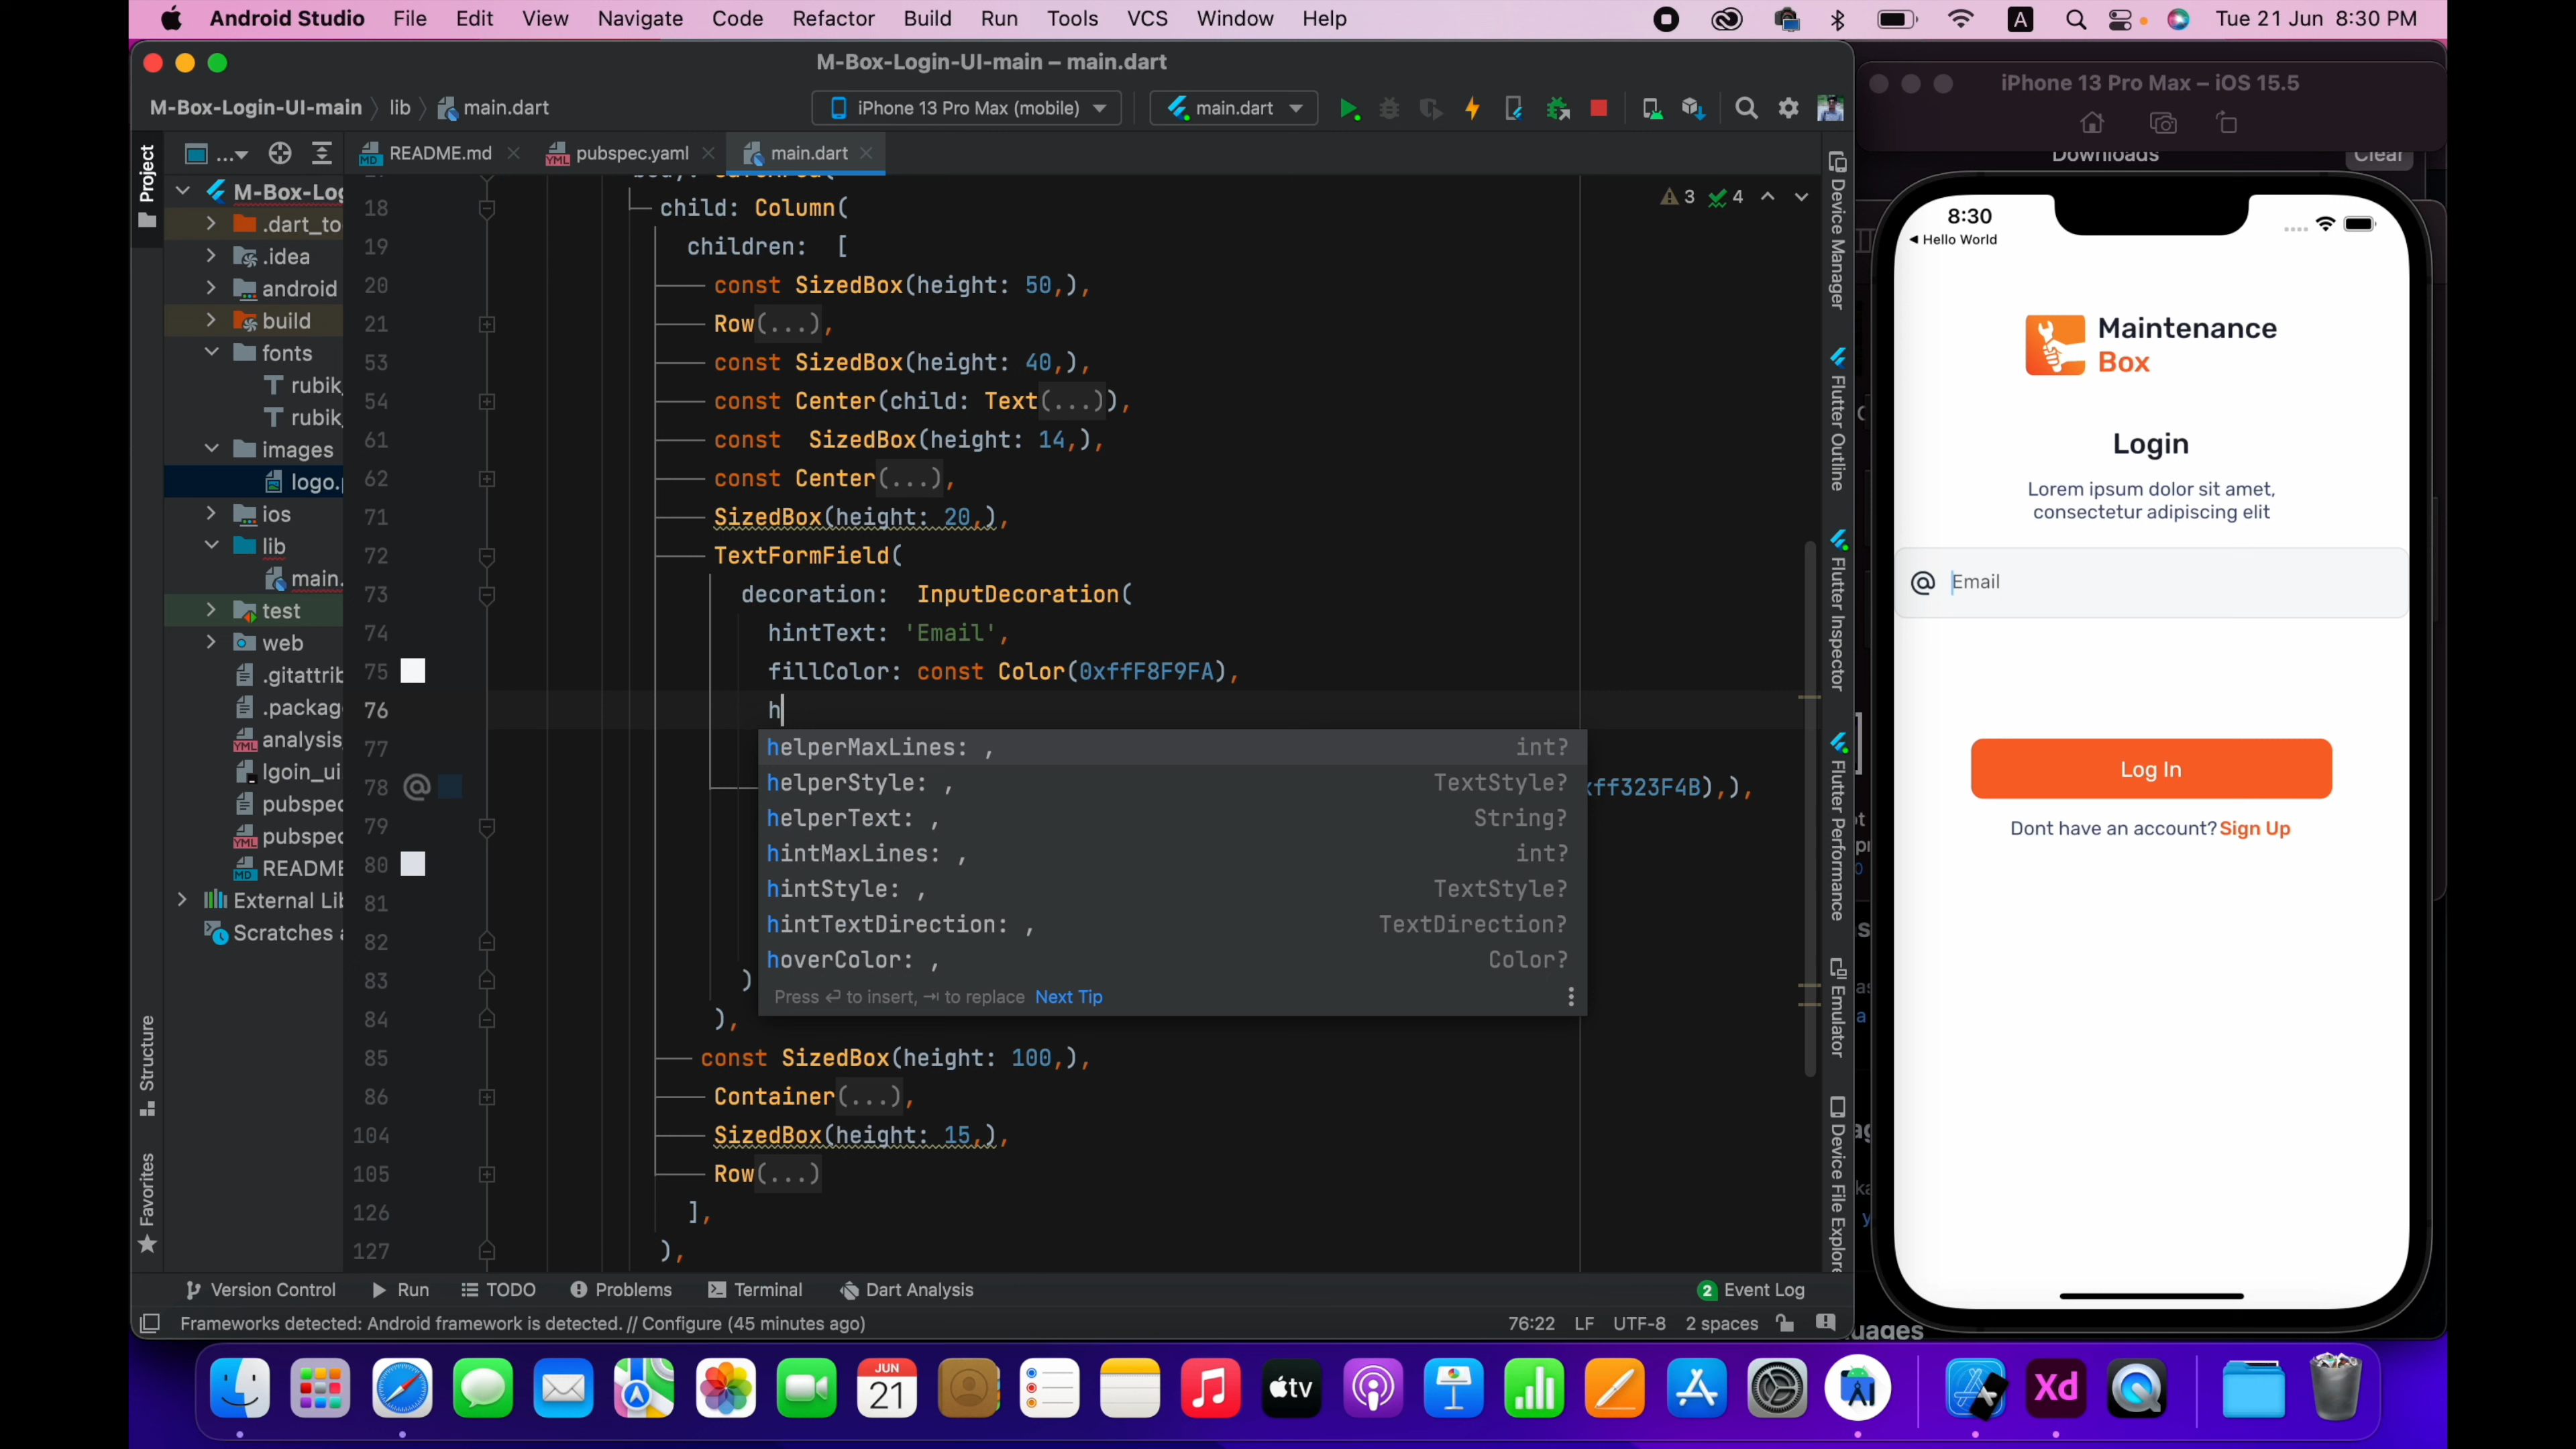 Android Studio File Edit View Navigate Code Refactor Build Run Tools VCS Window Help
A Tue 21 Jun 8:30 PM
M-Box-Login-UI-main – main.dart
M-Box-Login-UI-main lib main.dart
iPhone 13 Pro Max (mobile) main.dart
Project
README.md pubspec.yaml main.dart
M-Box-Log
.dart_to
.idea
android
build
fonts
rubik_
rubik_
images
logo.p
ios
lib
main.
test
web
.gitattrib
.package
analysis
lgoin_ui
pubspec
pubspec
README
External Lib
Scratches a
Structure
Favorites
3 4
18 child: Column(
19 children: [
20 const SizedBox(height: 50,),
21 Row(...),
53 const SizedBox(height: 40,),
54 const Center(child: Text(...)),
61 const SizedBox(height: 14,),
62 const Center(...),
71 SizedBox(height: 20,),
72 TextFormField(
73 decoration: InputDecoration(
74 hintText: 'Email',
75 fillColor: const Color(0xffF8F9FA),
76 h
77
78 xff323F4B),),
79
80
81
82
83 )
84 ),
85 const SizedBox(height: 100,),
86 Container(...),
104 SizedBox(height: 15,),
105 Row(...)
126 ],
127 ),
helperMaxLines: , int?
helperStyle: , TextStyle?
helperText: , String?
hintMaxLines: , int?
hintStyle: , TextStyle?
hintTextDirection: , TextDirection?
hoverColor: , Color?
Press ↩ to insert, ⇥ to replace Next Tip
Device Manager
Flutter Outline
Flutter Inspector
Flutter Performance
Emulator
Device File Explore
Version Control Run TODO Problems Terminal Dart Analysis
2 Event Log
Frameworks detected: Android framework is detected. // Configure (45 minutes ago)
76:22 LF UTF-8 2 spaces
iPhone 13 Pro Max – iOS 15.5
Downloads Clear
8:30
Hello World
Maintenance
Box
Login
Lorem ipsum dolor sit amet,
consectetur adipiscing elit
@ Email
Log In
Dont have an account? Sign Up
uages
JUN
21
tv
Xd